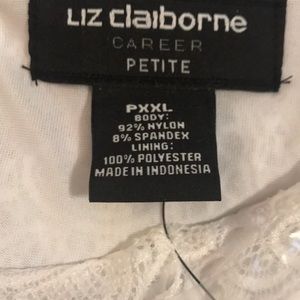 LIZ claiborne
CAREER
PETITE
PXXL
BODY:
92% NYLON
8% SPANDEX
LINING:
100% POLYESTER
MADE IN INDONESIA